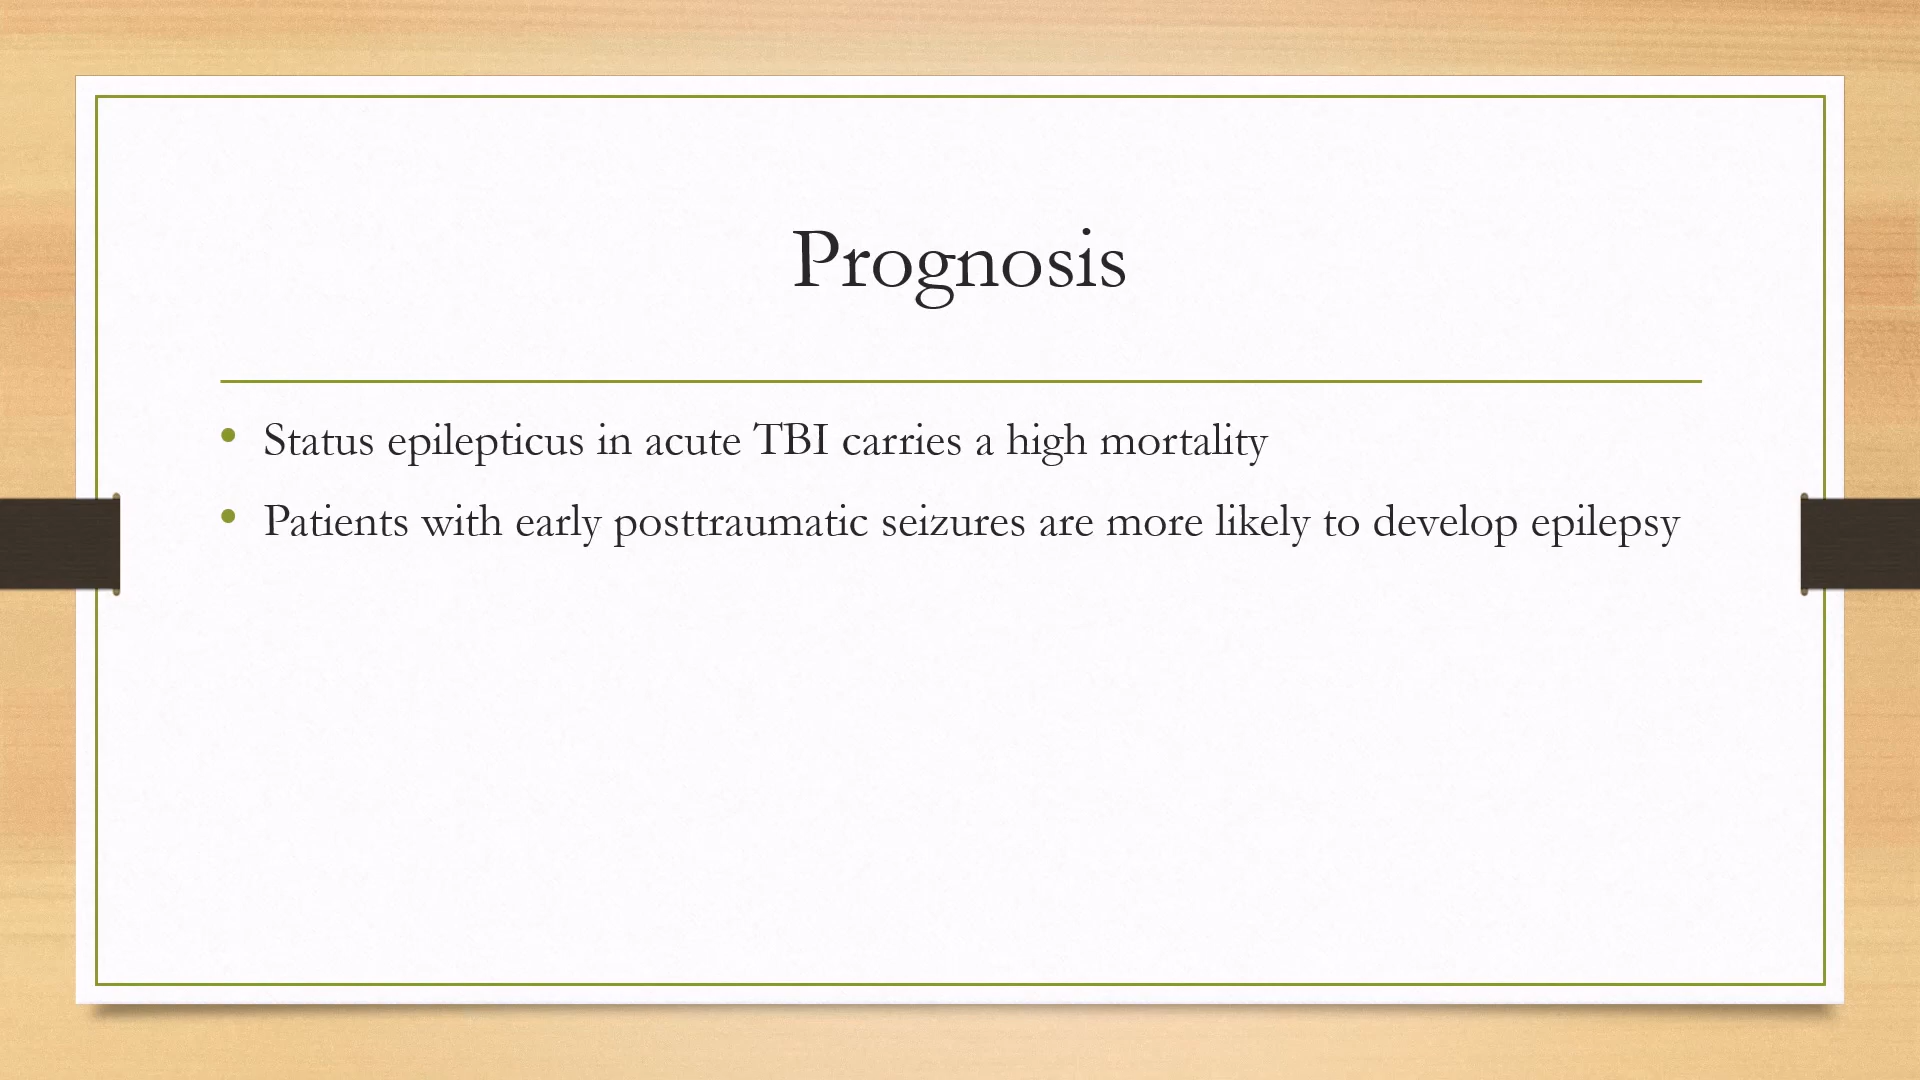 Prognosis
• Status epilepticus in acute TBI carries a high mortality
• Patients with early posttraumatic seizures are more likely to develop epilepsy